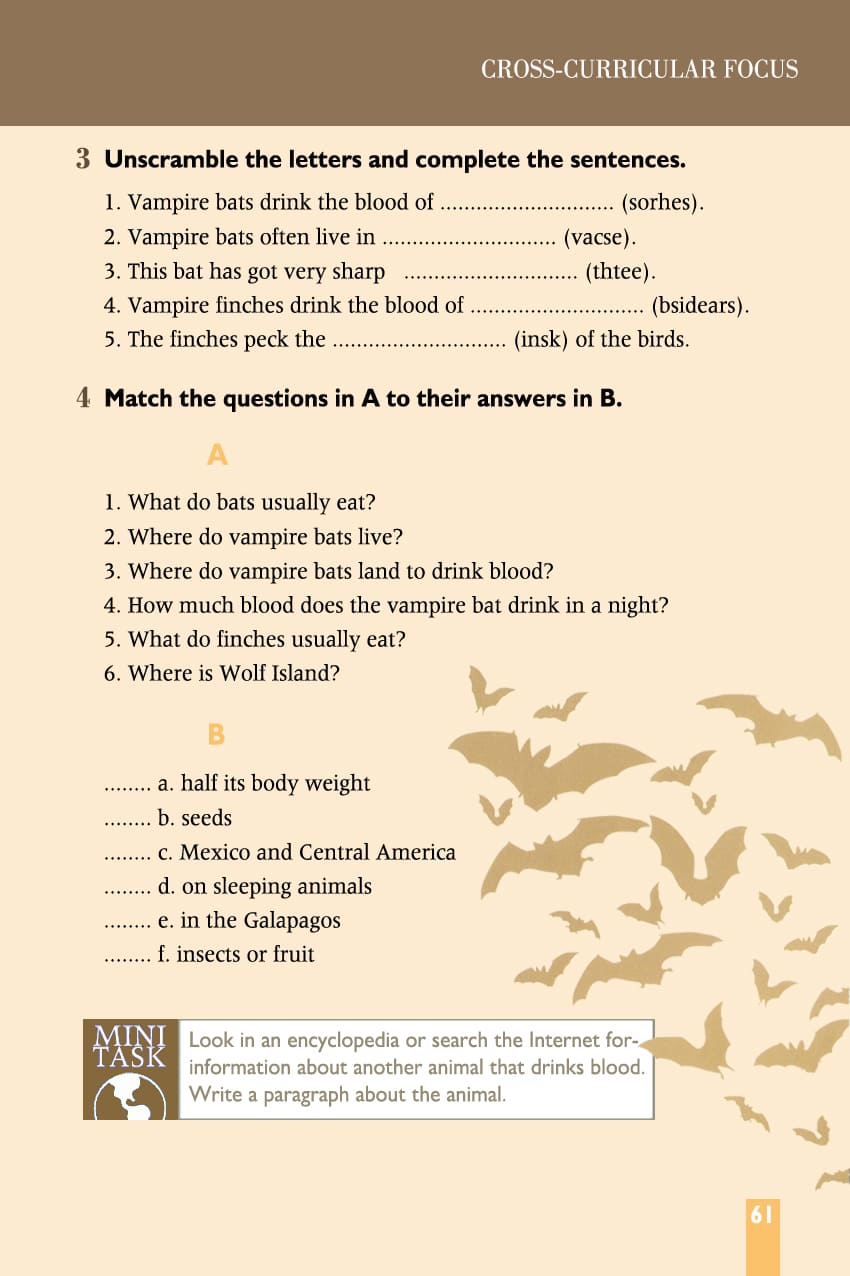 CROSS-CURRICULAR FOCUS
3 Unscramble the letters and complete the sentences.
1. Vampire bats drink the blood of ............................. (sorhes).
2. Vampire bats often live in ............................. (vacse).
3. This bat has got very sharp ............................. (thtee).
4. Vampire finches drink the blood of ............................. (bsidears).
5. The finches peck the ............................. (insk) of the birds.
4 Match the questions in A to their answers in B.
A
1. What do bats usually eat?
2. Where do vampire bats live?
3. Where do vampire bats land to drink blood?
4. How much blood does the vampire bat drink in a night?
5. What do finches usually eat?
6. Where is Wolf Island?
B
........ a. half its body weight
........ b. seeds
........ c. Mexico and Central America
........ d. on sleeping animals
........ e. in the Galapagos
........ f. insects or fruit
MINI
TASK
Look in an encyclopedia or search the Internet for-
information about another animal that drinks blood.
Write a paragraph about the animal.
61